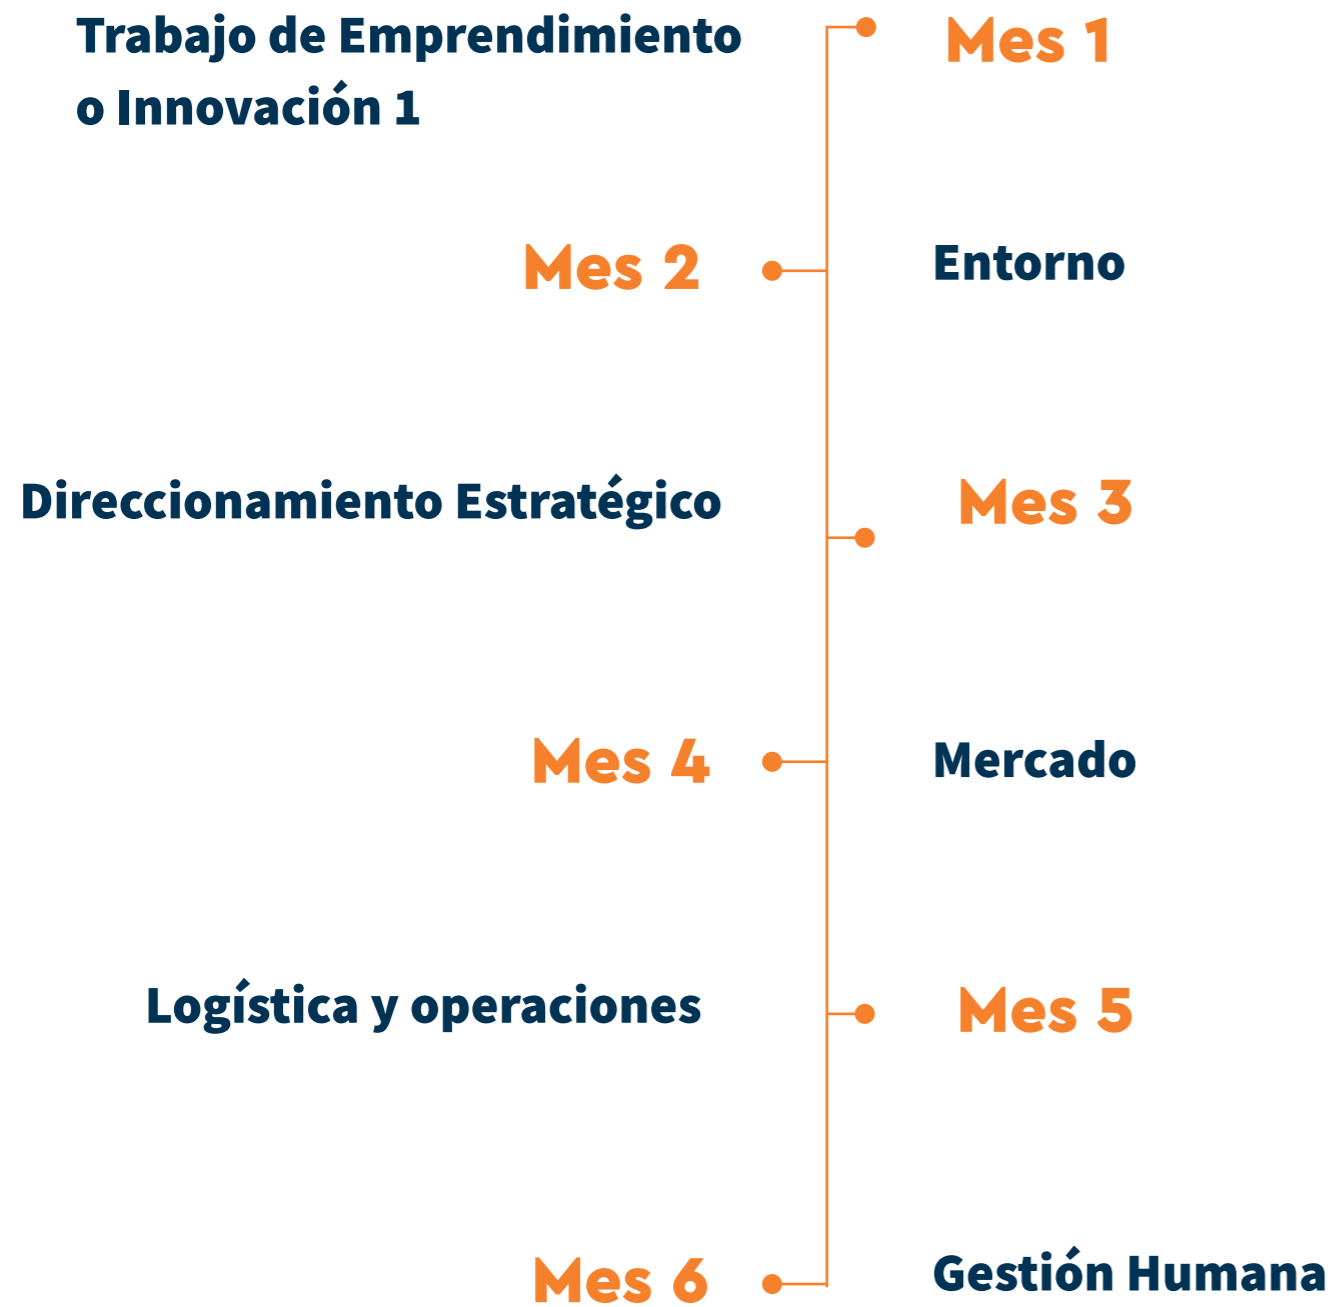 Trabajo de Emprendimiento
o Innovación 1
Mes 1
Mes 2
Entorno
Direccionamiento Estratégico
Mes 3
Mes 4
Mercado
Logística y operaciones
Mes 5
Mes 6
Gestión Humana